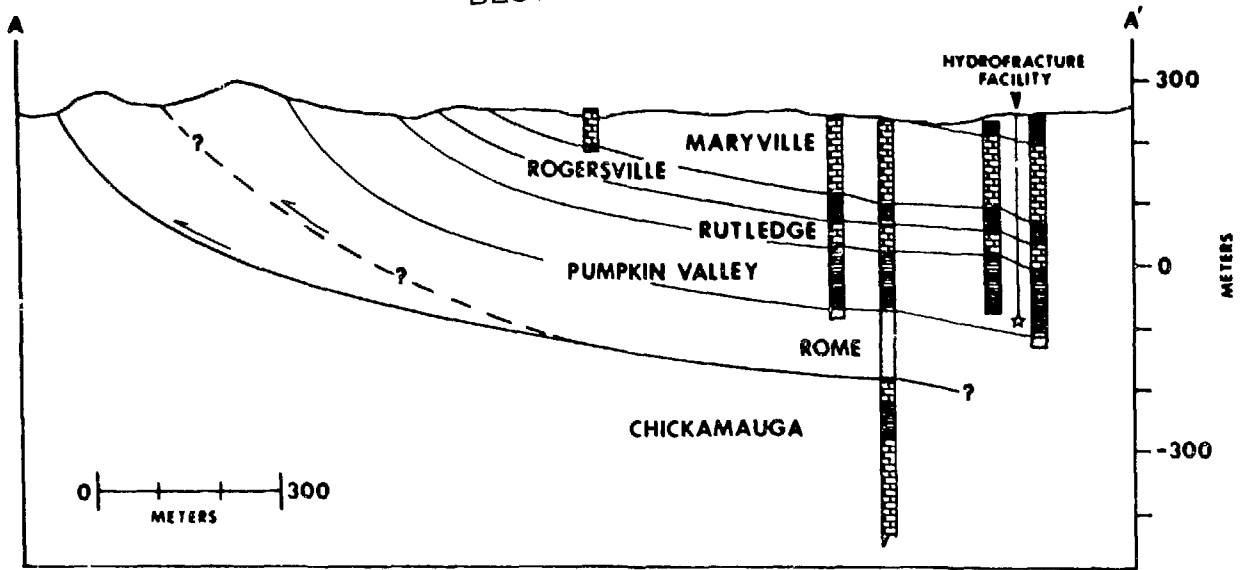 A
A'
HYDROFRACTURE
FACILITY
300
MARYVILLE
?
ROGERSVILLE
RUTLEDGE
0
METERS
?
PUMPKIN VALLEY
ROME
?
CHICKAMAUGA
-300
0 300
METERS